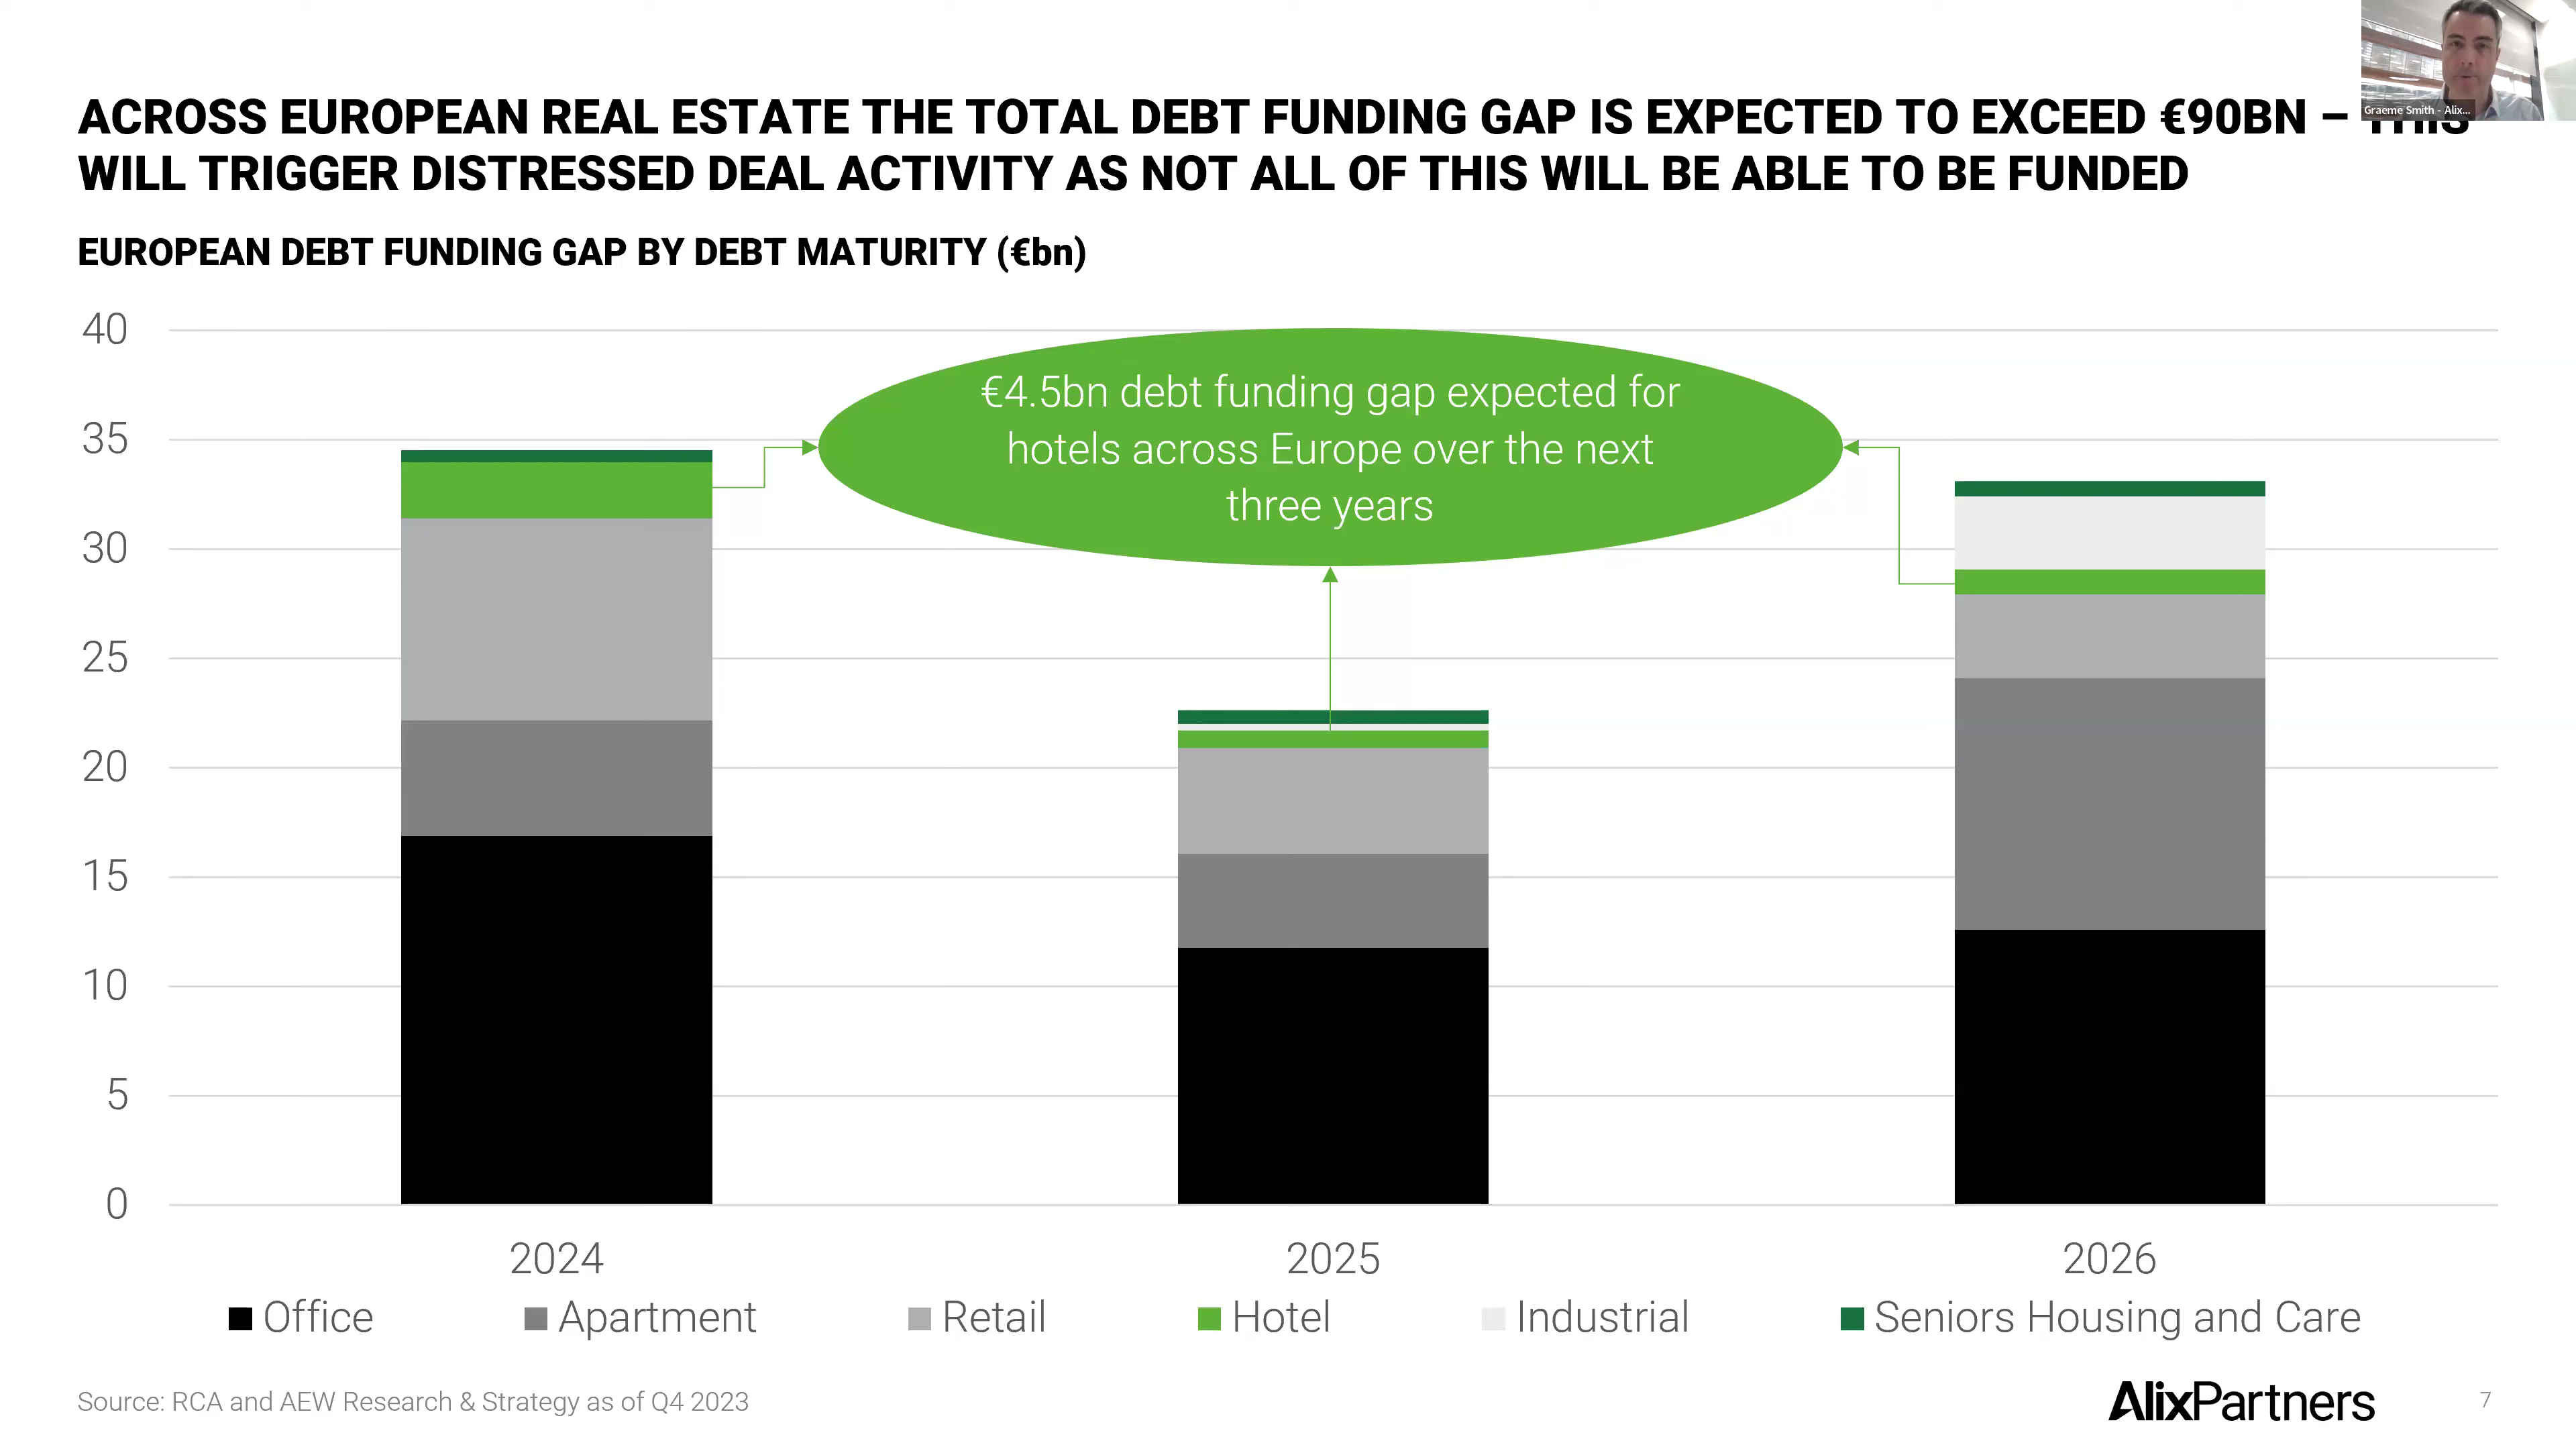 Graeme Smith - Alix...
ACROSS EUROPEAN REAL ESTATE THE TOTAL DEBT FUNDING GAP IS EXPECTED TO EXCEED €90BN – THIS
WILL TRIGGER DISTRESSED DEAL ACTIVITY AS NOT ALL OF THIS WILL BE ABLE TO BE FUNDED
EUROPEAN DEBT FUNDING GAP BY DEBT MATURITY (€bn)
40
35
30
25
20
15
10
5
0
€4.5bn debt funding gap expected for
hotels across Europe over the next
three years
2024
2025
2026
Office
Apartment
Retail
Hotel
Industrial
Seniors Housing and Care
Source: RCA and AEW Research & Strategy as of Q4 2023
AlixPartners
7